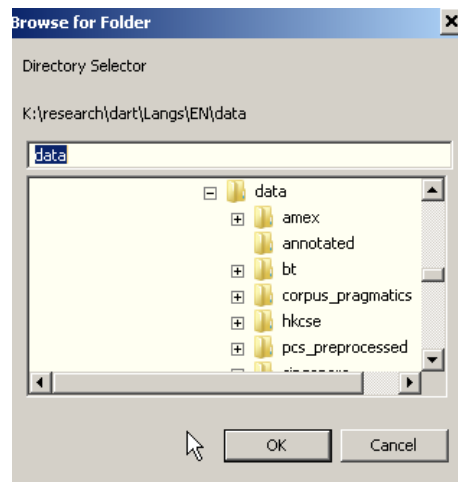 Browse for Folder
Directory Selector
K:\research\dart\Langs\EN\data
data
data
amex
annotated
bt
corpus_pragmatics
hkcse
pcs_preprocessed
OK Cancel